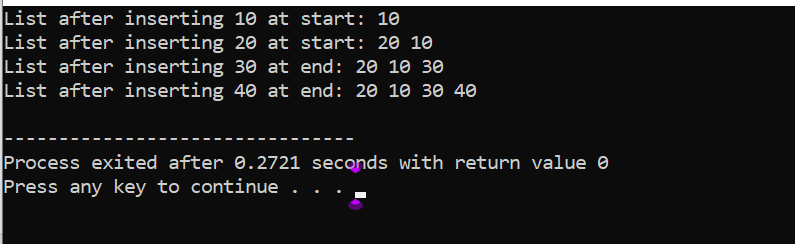 List after inserting 10 at start: 10
List after inserting 20 at start: 20 10
List after inserting 30 at end: 20 10 30
List after inserting 40 at end: 20 10 30 40
--------------------------------
Process exited after 0.2721 seconds with return value 0
Press any key to continue . . .